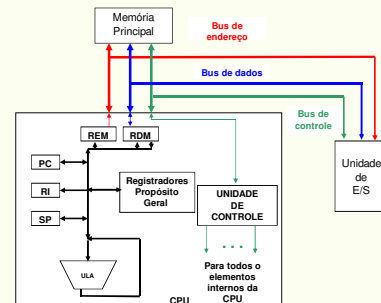 Memória
Principal
Bus de
endereço
Bus de dados
Bus de
controle
REM
RDM
PC
RI
SP
Registradores
Propósito
Geral
UNIDADE
DE
CONTROLE
Unidade
de
E/S
. . .
Para todos o
elementos
internos da
CPU
ULA
CPU